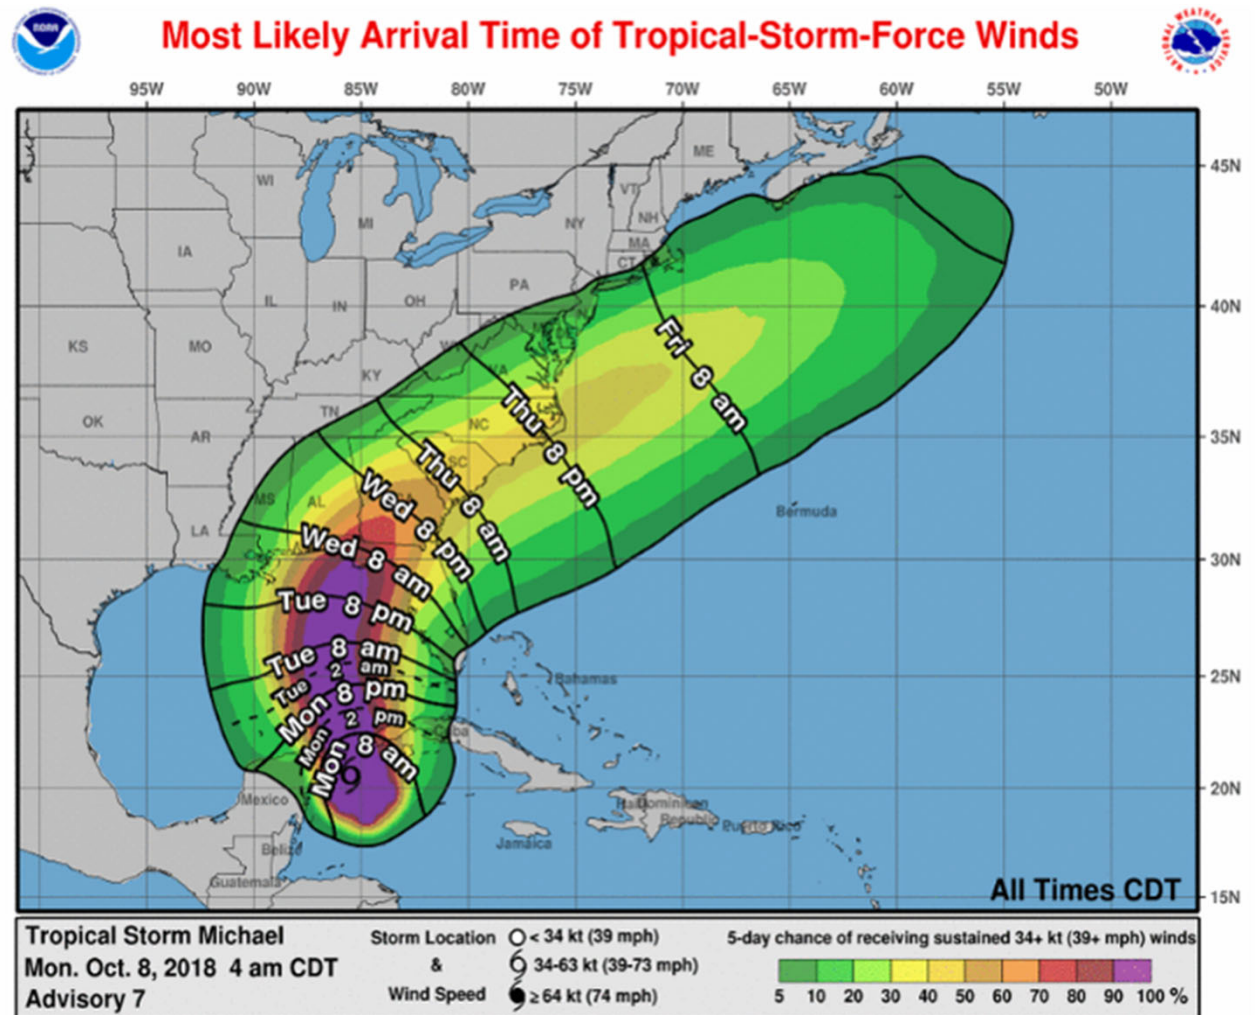 NOAA
Most Likely Arrival Time of Tropical-Storm-Force Winds
95W 90W 85W 80W 75W 70W 65W 60W 55W 50W
45N
40N
35N
30N
25N
20N
15N
ME
WI
VT
MI
NY
NH
MA
IA
CT
PA
IL
IN
OH
KS
MO
KY
VA
OK
AR
TN
NC
SC
MS
AL
LA
Fri 8 am
Thu 8 pm
Thu 8 am
Wed 8 pm
Wed 8 am
Tue 8 pm
Tue 8 am
Tue 2 am
Mon 8 pm
Mon 2 pm
Mon 8 am
Bermuda
Bahamas
Cuba
Mexico
Dominican
Republic
Puerto Rico
Jamaica
Belize
Guatemala
All Times CDT
Tropical Storm Michael
Mon. Oct. 8, 2018 4 am CDT
Advisory 7
Storm Location
&
Wind Speed
< 34 kt (39 mph)
34-63 kt (39-73 mph)
≥ 64 kt (74 mph)
5-day chance of receiving sustained 34+ kt (39+ mph) winds
5 10 20 30 40 50 60 70 80 90 100 %